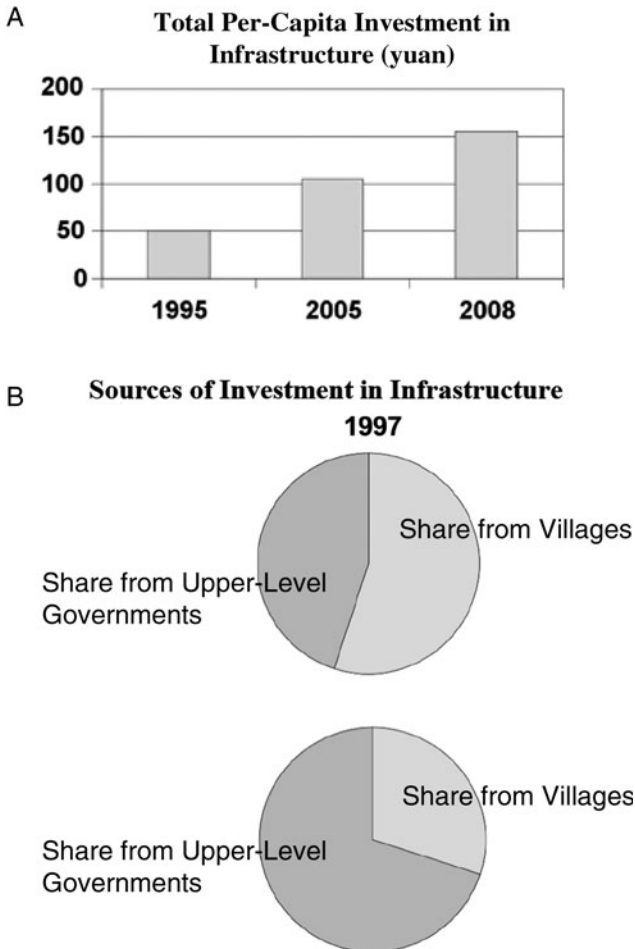 A
Total Per-Capita Investment in
Infrastructure (yuan)
200
150
100
50
0
1995
2005
2008
B
Sources of Investment in Infrastructure
1997
Share from Villages
Share from Upper-Level
Governments
Share from Villages
Share from Upper-Level
Governments